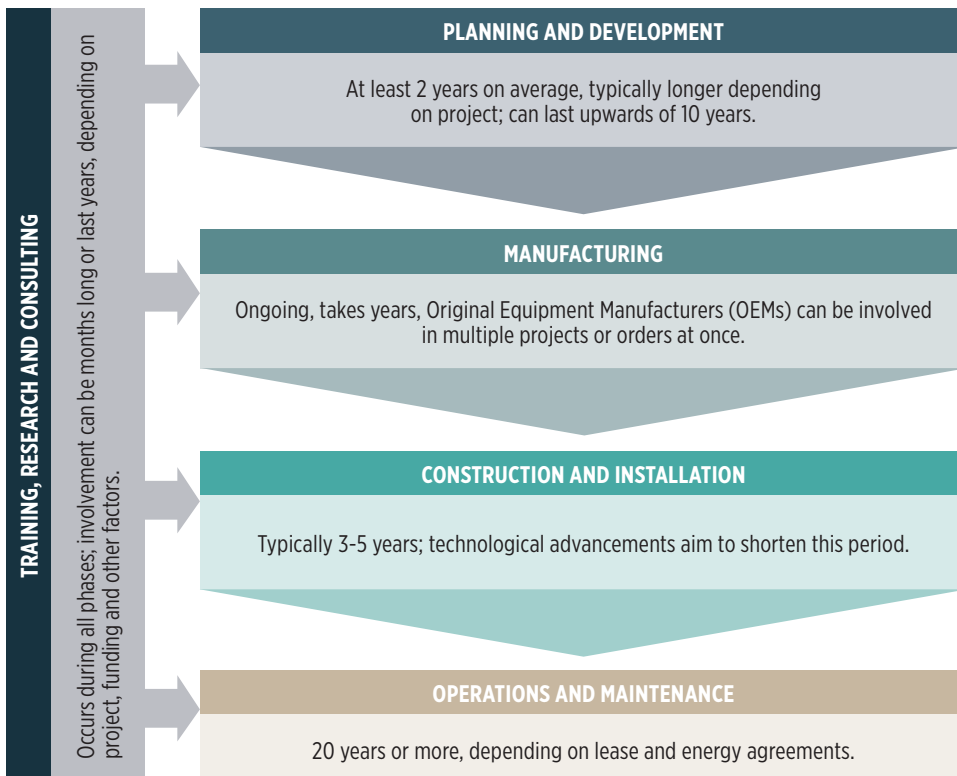 TRAINING, RESEARCH AND CONSULTING
Occurs during all phases; involvement can be months long or last years, depending on
project, funding and other factors.
PLANNING AND DEVELOPMENT
At least 2 years on average, typically longer depending
on project; can last upwards of 10 years.
MANUFACTURING
Ongoing, takes years, Original Equipment Manufacturers (OEMs) can be involved
in multiple projects or orders at once.
CONSTRUCTION AND INSTALLATION
Typically 3-5 years; technological advancements aim to shorten this period.
OPERATIONS AND MAINTENANCE
20 years or more, depending on lease and energy agreements.